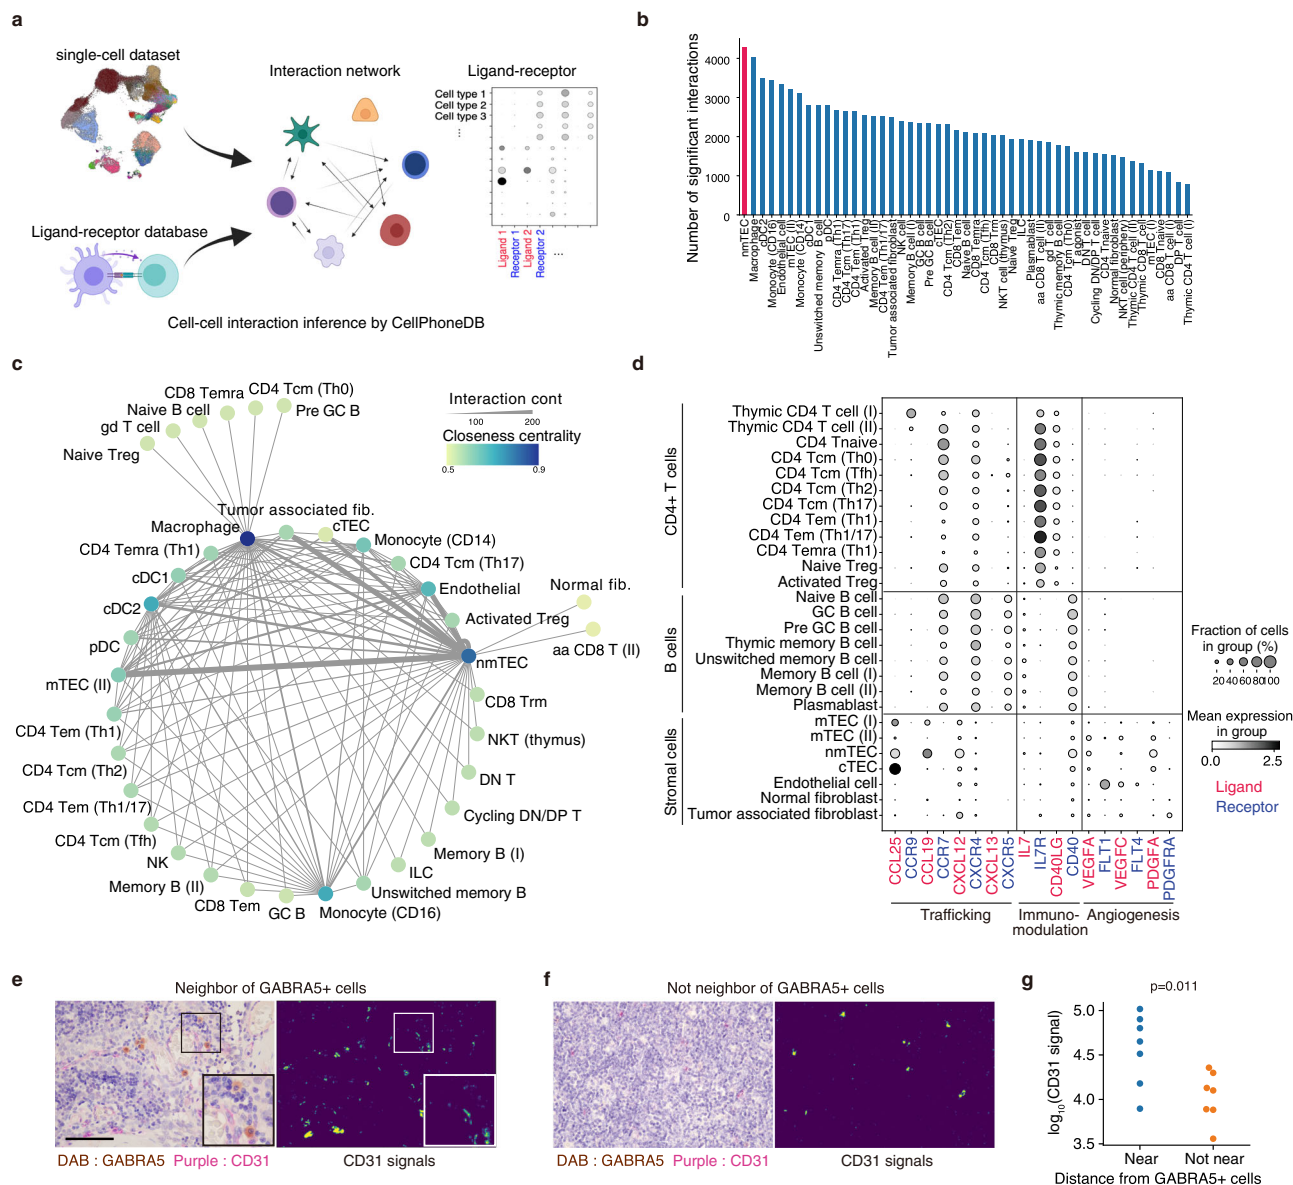 a
single-cell dataset
Interaction network
Ligand-receptor
Cell type 1
Cell type 2
Cell type 3
Ligand-receptor database
Ligand 1
Receptor 1
Ligand 2
Receptor 2
...
Cell-cell interaction inference by CellPhoneDB
b
Number of significant interactions
4000
3000
2000
1000
0
nmTEC
Macrophage
cDC2
Monocyte (CD16)
Endothelial cell
mTEC (II)
Monocyte (CD14)
cDC1
Unswitched memory B cell
pDC
CD4 Temra (Th1)
CD4 Tcm (Th17)
CD4 Tem (Th1)
Activated Treg
Memory B cell (II)
CD4 Tem (Th1/17)
Tumor associated fibroblast
NK cell
Memory B cell (I)
GC B cell
Pre GC B cell
cTEC
CD4 Tcm (Th2)
CD8 Tem
Naive B cell
CD8 Temra
CD4 Tcm (Tfh)
CD8 Trm
NKT cell (thymus)
Naive Treg
ILC
Plasmablast
aa CD8 T cell (II)
gd T cell
Thymic memory B cell
CD4 Tcm (Th0)
T agonist
DN T cell
Cycling DN/DP T cell
CD4 Tnaive
Normal fibroblast
NKT cell (periphery)
Thymic CD4 T cell (II)
Thymic CD8 T cell
mTEC (I)
CD8 Tnaive
aa CD8 T cell (I)
DP T cell
Thymic CD4 T cell (I)
c
CD8 Temra
CD4 Tcm (Th0)
Naive B cell
Pre GC B
gd T cell
Naive Treg
Interaction cont
100
200
Closeness centrality
0.5
0.9
Tumor associated fib.
Macrophage
cTEC
Monocyte (CD14)
CD4 Temra (Th1)
CD4 Tcm (Th17)
cDC1
Endothelial
Normal fib.
cDC2
Activated Treg
aa CD8 T (II)
pDC
nmTEC
mTEC (II)
CD8 Trm
CD4 Tem (Th1)
NKT (thymus)
CD4 Tcm (Th2)
DN T
CD4 Tem (Th1/17)
Cycling DN/DP T
CD4 Tcm (Tfh)
Memory B (I)
NK
ILC
Memory B (II)
Unswitched memory B
CD8 Tem
GC B
Monocyte (CD16)
d
CD4+ T cells
Thymic CD4 T cell (I)
Thymic CD4 T cell (II)
CD4 Tnaive
CD4 Tcm (Th0)
CD4 Tcm (Tfh)
CD4 Tcm (Th2)
CD4 Tcm (Th17)
CD4 Tem (Th1)
CD4 Tem (Th1/17)
CD4 Temra (Th1)
Naive Treg
Activated Treg
B cells
Naive B cell
GC B cell
Pre GC B cell
Thymic memory B cell
Unswitched memory B cell
Memory B cell (I)
Memory B cell (II)
Plasmablast
Stromal cells
mTEC (I)
mTEC (II)
nmTEC
cTEC
Endothelial cell
Normal fibroblast
Tumor associated fibroblast
CCL25
CCR9
CCL19
CCR7
CXCL12
CXCR4
CXCL13
CXCR5
IL7
IL7R
CD40LG
CD40
VEGFA
FLT1
VEGFC
FLT4
PDGFA
PDGFRA
Trafficking
Immuno-
modulation
Angiogenesis
Fraction of cells
in group (%)
20 40 60 80100
Mean expression
in group
0.0
2.5
Ligand
Receptor
e
Neighbor of GABRA5+ cells
DAB : GABRA5 Purple : CD31
CD31 signals
f
Not neighbor of GABRA5+ cells
DAB : GABRA5 Purple : CD31
CD31 signals
g
p=0.011
log10(CD31 signal)
5.0
4.5
4.0
3.5
Near
Not near
Distance from GABRA5+ cells